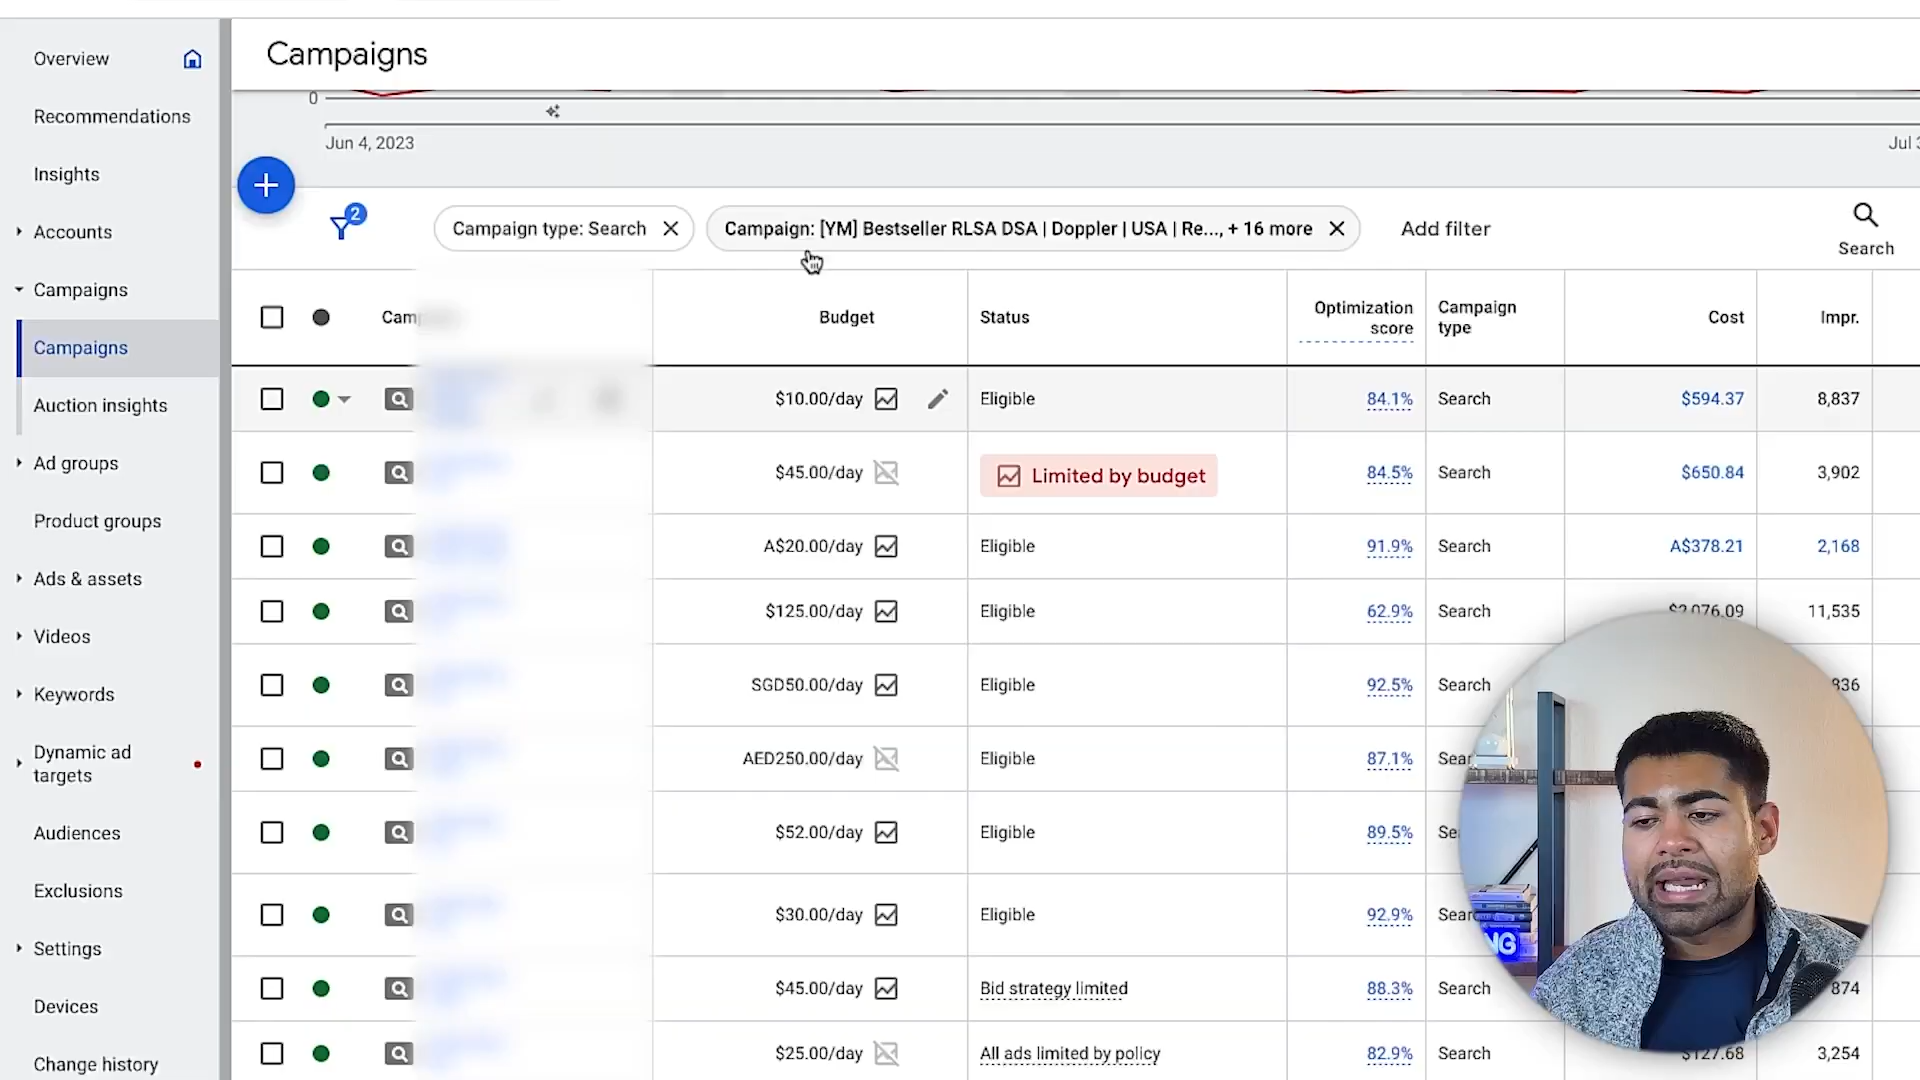 Campaigns
Overview
Recommendations
Insights
Accounts
Campaigns
Campaigns
Auction insights
Ad groups
Product groups
Ads & assets
Videos
Keywords
Dynamic ad
targets
Audiences
Exclusions
Settings
Devices
Change history
0
Jun 4, 2023
Jul
2
Campaign type: Search
Campaign: [YM] Bestseller RLSA DSA | Doppler | USA | Re..., + 16 more
Add filter
Search
Budget Status Optimization score Campaign type Cost Impr.
$10.00/day Eligible 84.1% Search $594.37 8,837
$45.00/day Limited by budget 84.5% Search $650.84 3,902
A$20.00/day Eligible 91.9% Search A$378.21 2,168
$125.00/day Eligible 62.9% Search $2,076.09 11,535
SGD50.00/day Eligible 92.5% Search
AED250.00/day Eligible 87.1%
$52.00/day Eligible 89.5%
$30.00/day Eligible 92.9%
$45.00/day Bid strategy limited 88.3% Search 874
$25.00/day All ads limited by policy 82.9% Search $127.68 3,254
NG